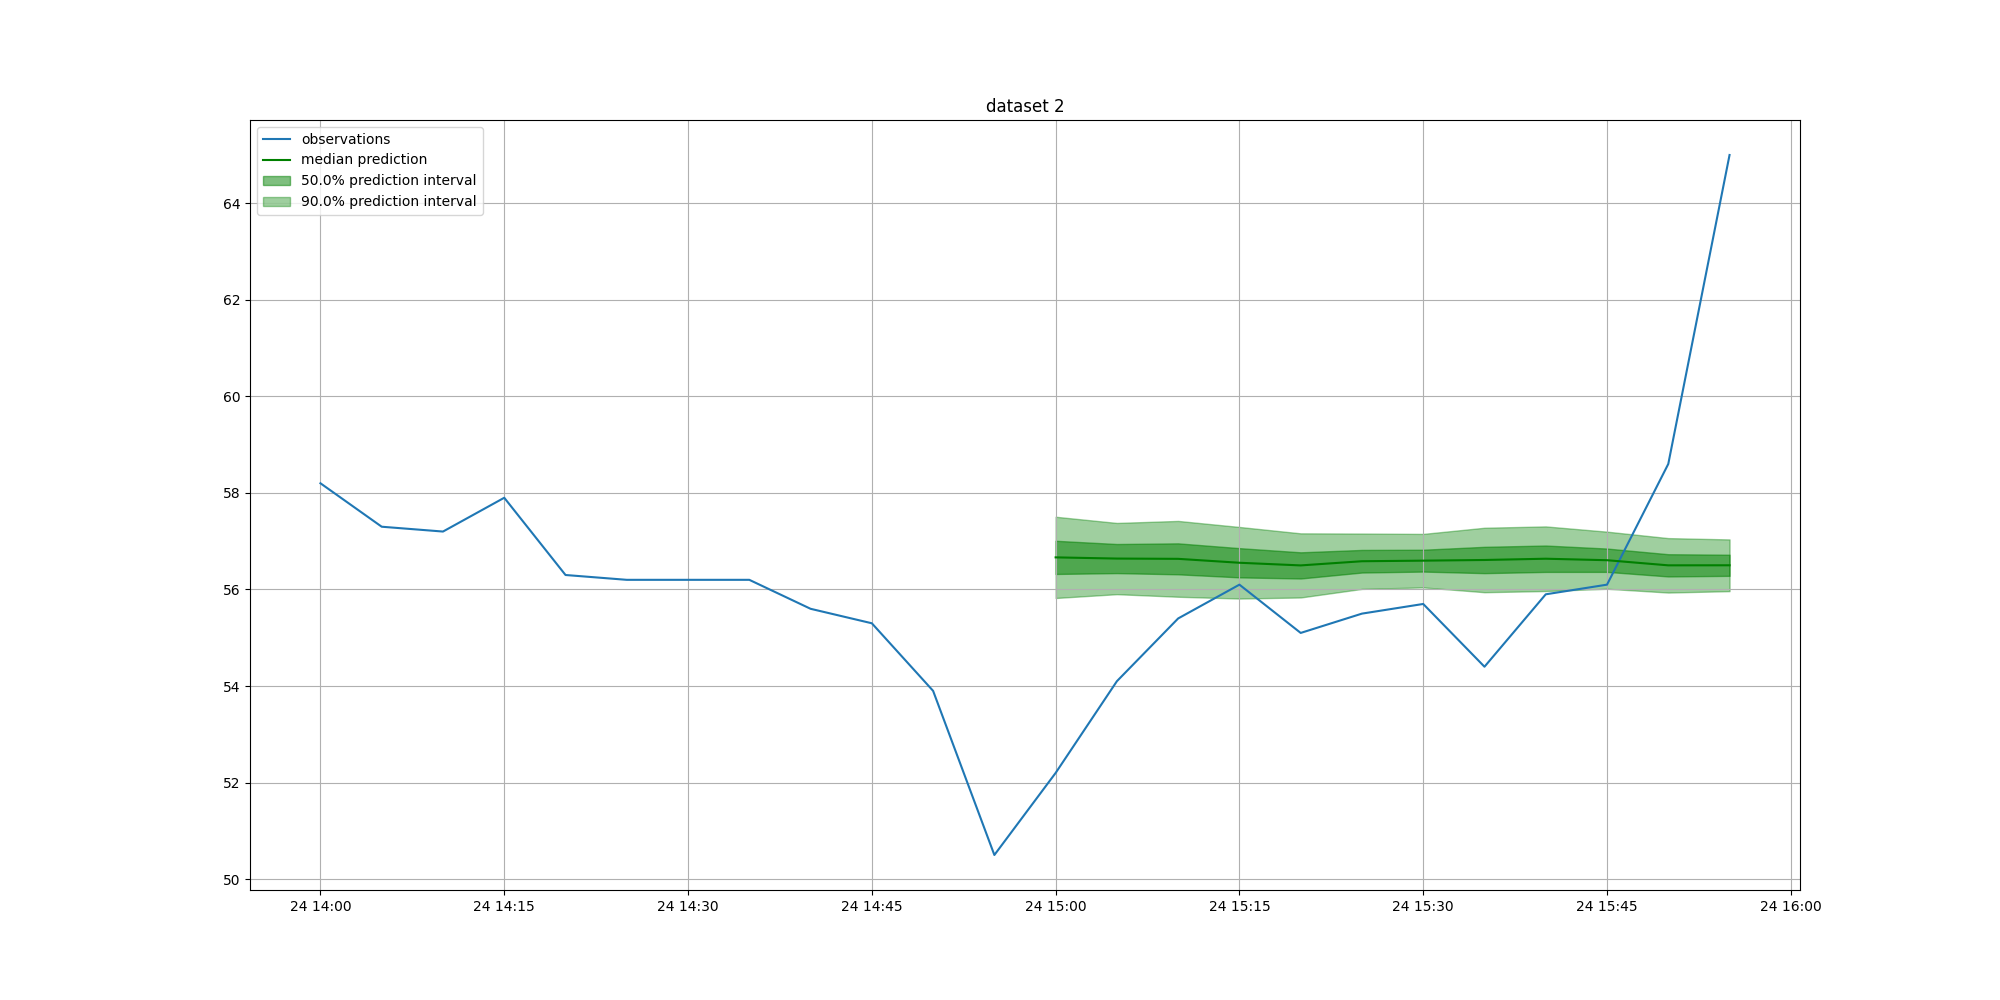 dataset 2
observations
median prediction
50.0% prediction interval
90.0% prediction interval
64
62
60
58
56
54
52
50
24 14:00 24 14:15 24 14:30 24 14:45 24 15:00 24 15:15 24 15:30 24 15:45 24 16:00